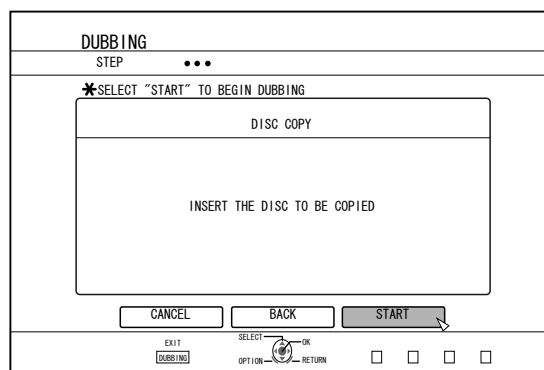 DUBBING
STEP
✱SELECT "START" TO BEGIN DUBBING
DISC COPY
INSERT THE DISC TO BE COPIED
CANCEL BACK START
EXIT
DUBBING
SELECT OK
OPTION RETURN